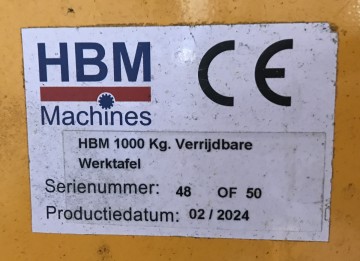 HBM
Machines
CE
HBM 1000 Kg. Verrijdbare
Werktafel
Serienummer: 48 OF 50
Productiedatum: 02 / 2024